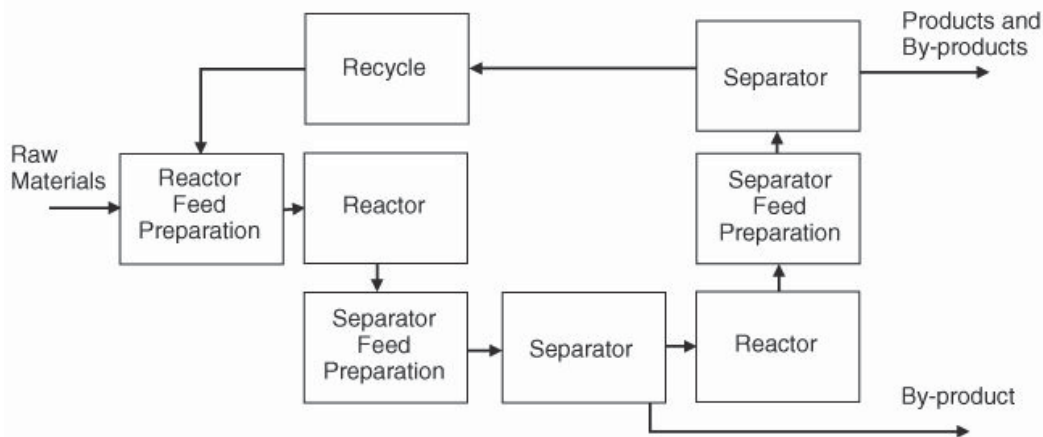 Products and
By-products
Recycle
Separator
Raw
Materials
Reactor
Feed
Preparation
Reactor
Separator
Feed
Preparation
Separator
Feed
Preparation
Separator
Reactor
By-product